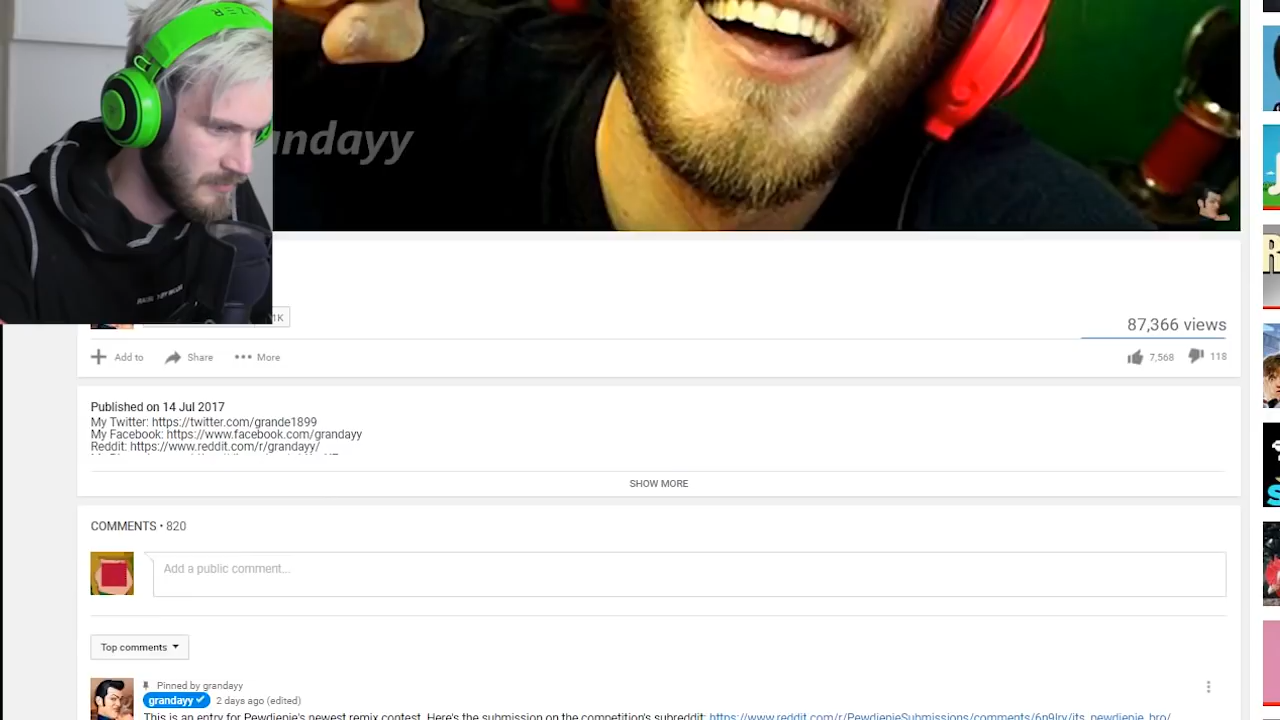 andayy
1K
87,366 views
Add to
Share
More
7,568
118
Published on 14 Jul 2017
My Twitter: https://twitter.com/grande1899
My Facebook: https://www.facebook.com/grandayy
Reddit: https://www.reddit.com/r/grandayy/
SHOW MORE
COMMENTS • 820
Add a public comment...
Top comments
Pinned by grandayy
grandayy
2 days ago (edited)
This is an entry for Pewdiepie's newest remix contest. Here's the submission on the competition's subreddit: